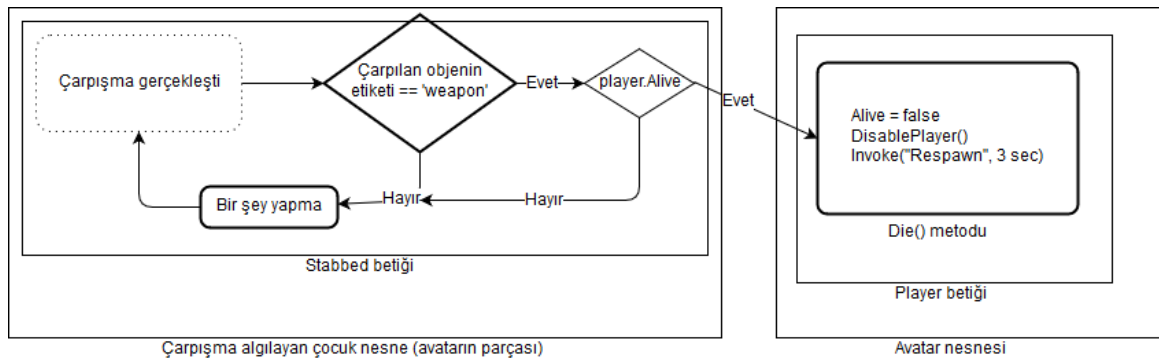 Çarpışma gerçekleşti
Çarpılan objenin
etiketi == 'weapon'
Evet
player.Alive
Evet
Alive = false
DisablePlayer()
Invoke("Respawn", 3 sec)
Hayır
Hayır
Bir şey yapma
Die() metodu
Stabbed betiği
Player betiği
Çarpışma algılayan çocuk nesne (avatarın parçası)
Avatar nesnesi